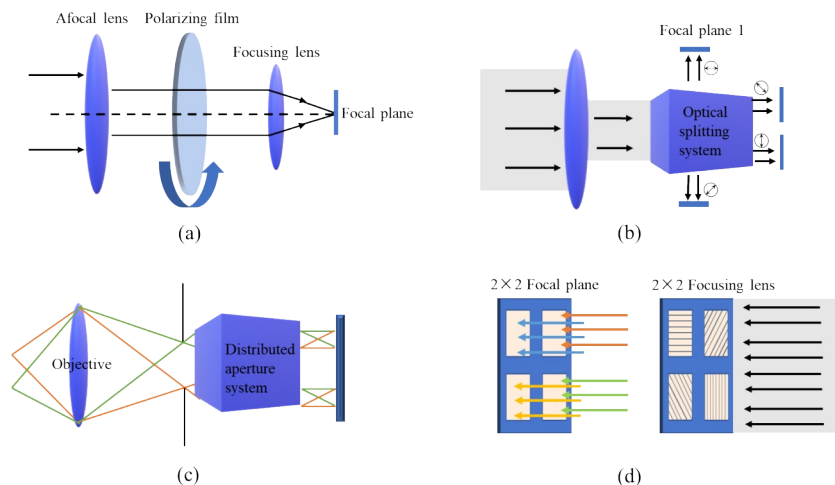 Afocal lens
Polarizing film
Focusing lens
Focal plane
(a)
Focal plane 1
Optical
splitting
system
(b)
Objective
Distributed
aperture
system
(c)
2×2 Focal plane
2×2 Focusing lens
(d)